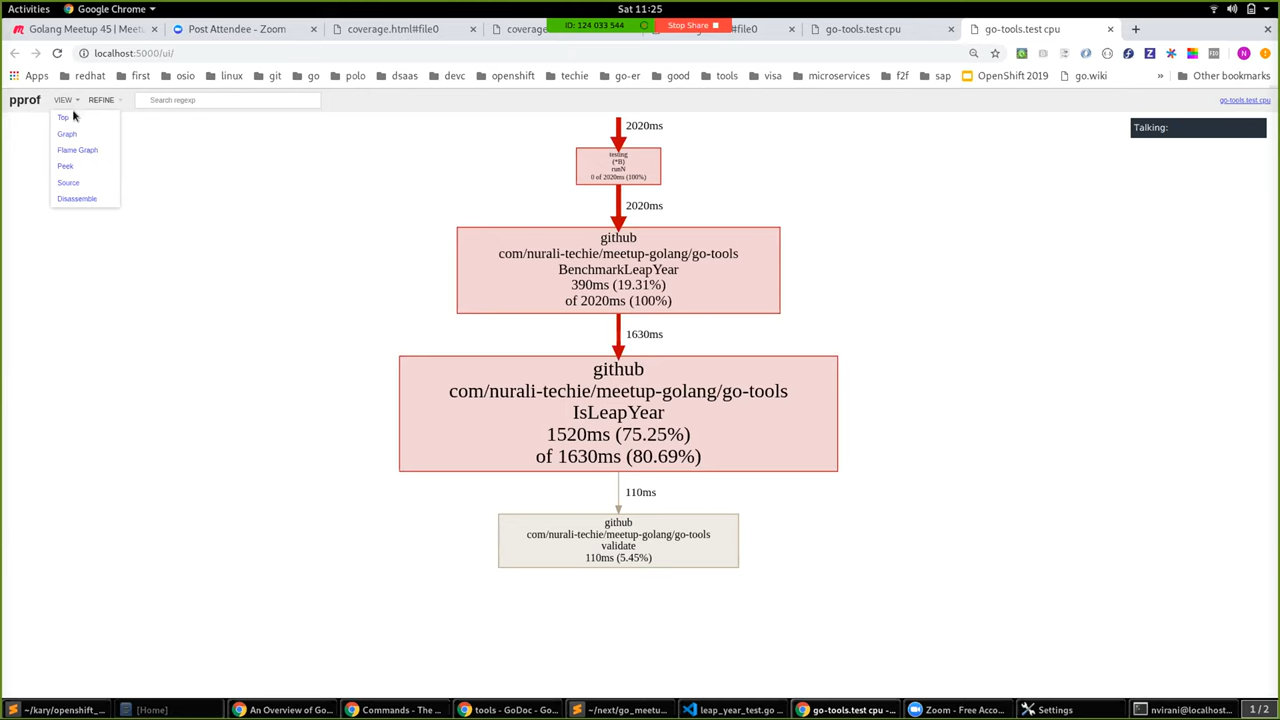 Activities
Google Chrome
Sat 11:25
Golang Meetup 45 | Meet
Post Attendee - Zoom
coverage.html#file0
coverage
#file0
go-tools.test cpu
go-tools.test cpu
ID: 124 033 544
Stop Share
localhost:5000/ui/
Apps
redhat
first
osio
linux
git
go
polo
dsaas
devc
openshift
techie
go-er
good
tools
visa
microservices
f2f
sap
OpenShift 2019
go.wiki
»
Other bookmarks
pprof
VIEW
REFINE
Search regexp
go-tools.test cpu
Top
Graph
Flame Graph
Peek
Source
Disassemble
Talking:
2020ms
testing
(*B)
runN
0 of 2020ms (100%)
2020ms
github
com/nurali-techie/meetup-golang/go-tools
BenchmarkLeapYear
390ms (19.31%)
of 2020ms (100%)
1630ms
github
com/nurali-techie/meetup-golang/go-tools
IsLeapYear
1520ms (75.25%)
of 1630ms (80.69%)
110ms
github
com/nurali-techie/meetup-golang/go-tools
validate
110ms (5.45%)
~/kary/openshift_...
[Home]
An Overview of Go...
Commands - The ...
tools - GoDoc - Go...
~/next/go_meetu...
leap_year_test.go ...
go-tools.test cpu -...
Zoom - Free Acco...
Settings
nvirani@localhost...
1 / 2